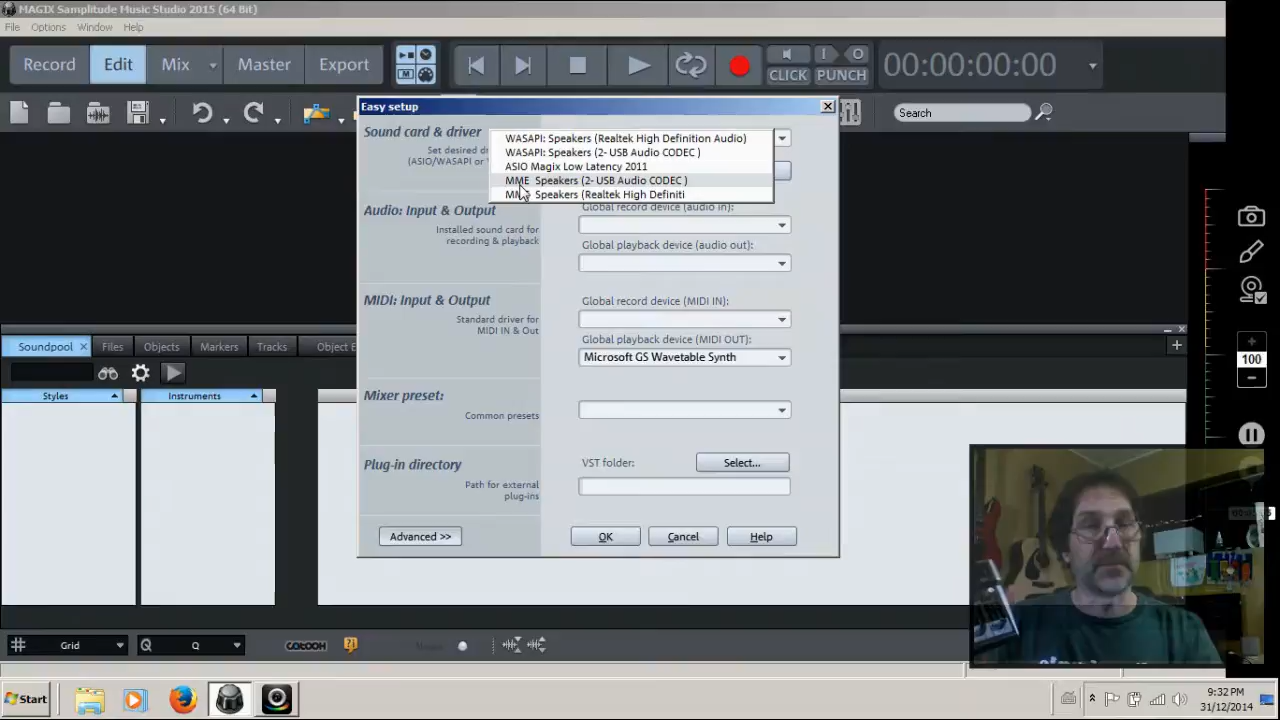 MAGIX Samplitude Music Studio 2015 (64 Bit)
File Options Window Help
Record Edit Mix Master Export
CLICK PUNCH
00:00:00:00
Search
Easy setup
Sound card & driver
Set desired dr
(ASIO/WASAPI or
WASAPI: Speakers (Realtek High Definition Audio)
WASAPI: Speakers (2- USB Audio CODEC )
ASIO Magix Low Latency 2011
MME Speakers (2- USB Audio CODEC )
Speakers (Realtek High Definiti
Audio: Input & Output
Installed sound card for
recording & playback
Global record device (audio in):
Global playback device (audio out):
MIDI: Input & Output
Standard driver for
MIDI IN & Out
Global record device (MIDI IN):
Global playback device (MIDI OUT):
Microsoft GS Wavetable Synth
Mixer preset:
Common presets
Plug-in directory
Path for external
plug-ins
VST folder:
Select...
Advanced >>
OK
Cancel
Help
Soundpool Files Objects Markers Tracks Object E
Styles Instruments
100
Grid
Q Q
Start
9:32 PM
31/12/2014